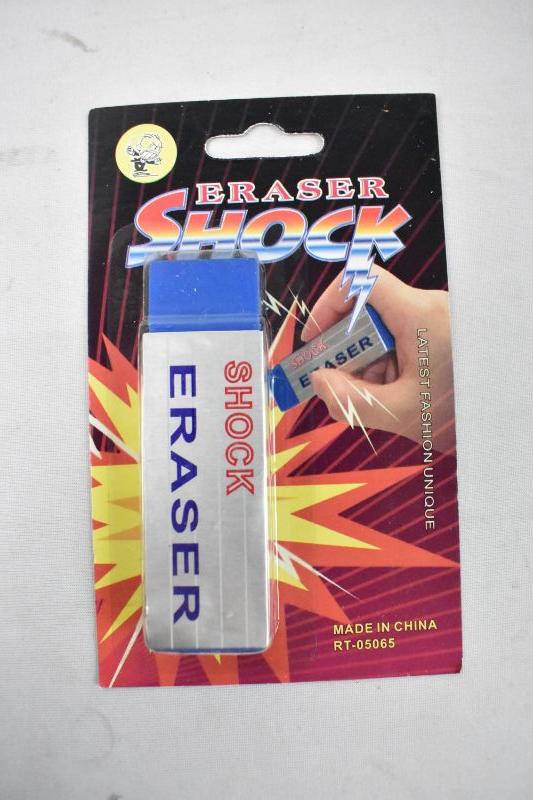 ERASER
SHOCK
SHOCK
ERASER
SHOCK
ERASER
LATEST FASHION UNIQUE
MADE IN CHINA
RT-05065